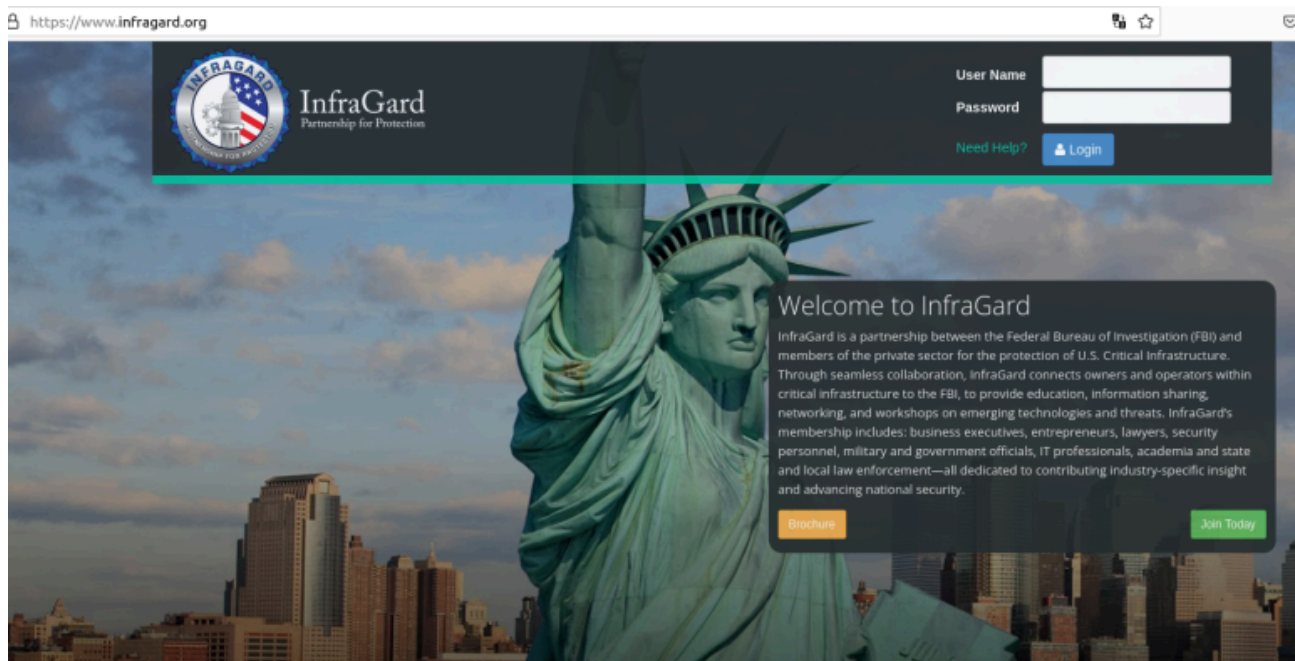 https://www.infragard.org
INFRAGARD
PARTNERSHIP FOR PROTECTION
InfraGard
Partnership for Protection
User Name
Password
Need Help?
Login
Welcome to InfraGard
InfraGard is a partnership between the Federal Bureau of Investigation (FBI) and
members of the private sector for the protection of U.S. Critical Infrastructure.
Through seamless collaboration, InfraGard connects owners and operators within
critical infrastructure to the FBI, to provide education, information sharing,
networking, and workshops on emerging technologies and threats. InfraGard's
membership includes: business executives, entrepreneurs, lawyers, security
personnel, military and government officials, IT professionals, academia and state
and local law enforcement—all dedicated to contributing industry-specific insight
and advancing national security.
Brochure
Join Today